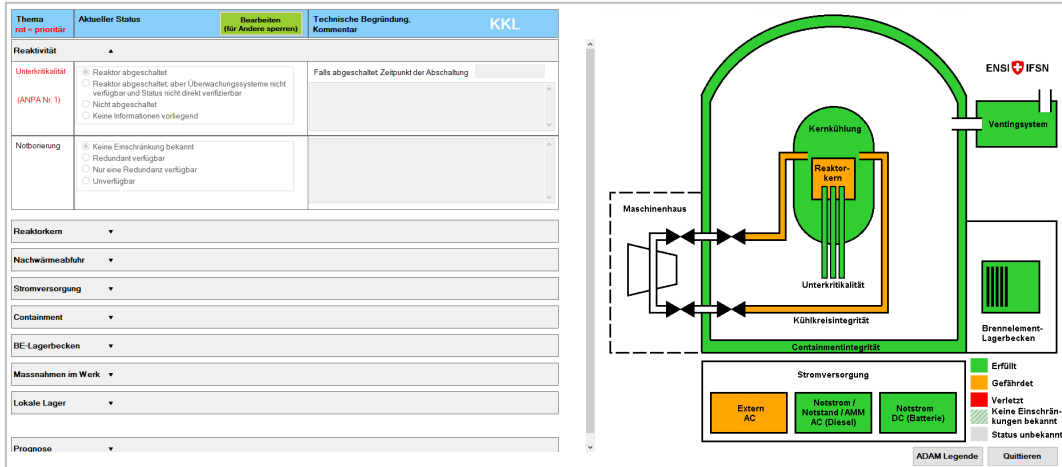 Thema
rot = prioritär
Aktueller Status
Bearbeiten
(für Andere sperren)
Technische Begründung,
Kommentar
KKL
Reaktivität
Unterkritikalität
(ANPA Nr. 1)
Reaktor abgeschaltet
Reaktor abgeschaltet, aber Überwachungssysteme nicht
verfügbar und Status nicht direkt verifizierbar
Nicht abgeschaltet
Keine Informationen vorliegend
Falls abgeschaltet: Zeitpunkt der Abschaltung
Notborierung
Keine Einschränkung bekannt
Redundant verfügbar
Nur eine Redundanz verfügbar
Unverfügbar
Reaktorkern
Nachwärmeabfuhr
Stromversorgung
Containment
BE-Lagerbecken
Massnahmen im Werk
Lokale Lager
Prognose
ENSI IFSN
Ventingsystem
Kernkühlung
Reaktor-
kern
Maschinenhaus
Unterkritikalität
Kühlkreisintegrität
Containmentintegrität
Brennelement-
Lagerbecken
Stromversorgung
Extern
AC
Notstrom /
Notstand / AMM
AC (Diesel)
Notstrom
DC (Batterie)
Erfüllt
Gefährdet
Verletzt
Keine Einschrän-
kungen bekannt
Status unbekannt
ADAM Legende
Quittieren